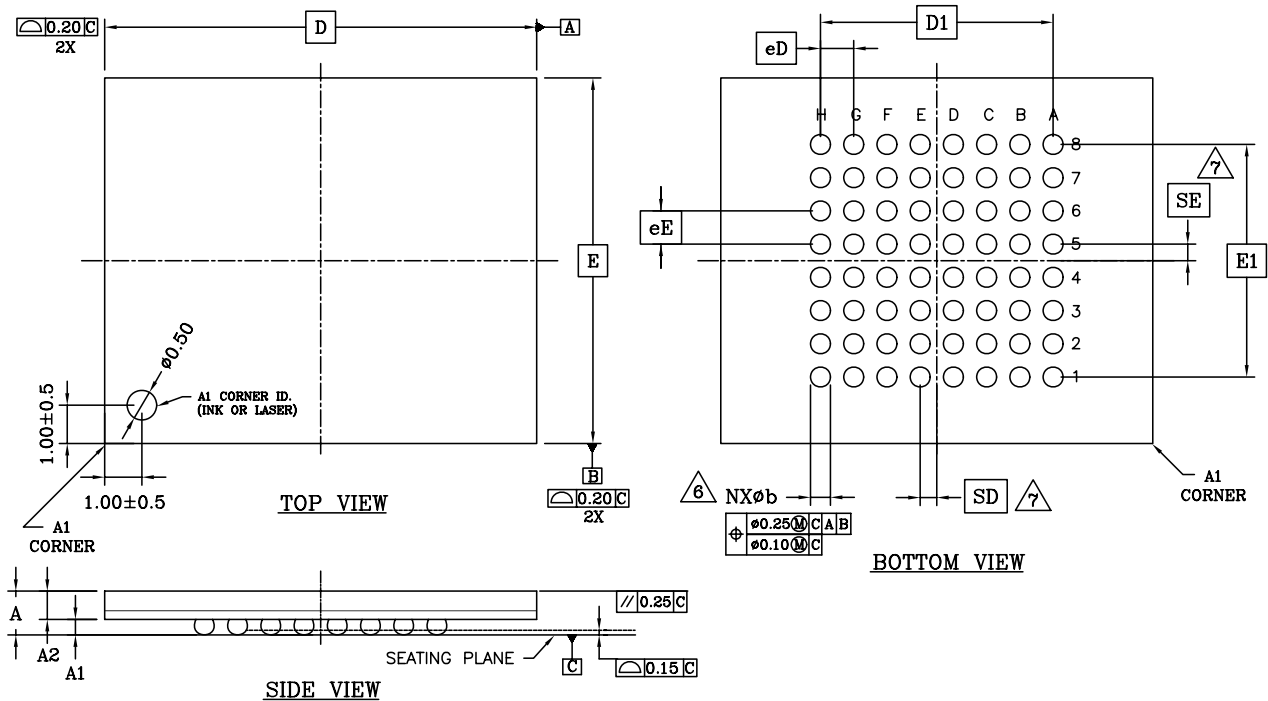 ⌓ 0.20 C
2X
D
A
E
ø0.50
A1 CORNER ID.
(INK OR LASER)
1.00±0.5
1.00±0.5
A1
CORNER
TOP VIEW
B
⌓ 0.20 C
2X
D1
eD
H G F E D C B A
8
7
6
5
4
3
2
1
eE
7
SE
E1
6 NXøb
SD 7
⌖ ø0.25 Ⓜ C A B
ø0.10 Ⓜ C
A1
CORNER
BOTTOM VIEW
A
A2
A1
// 0.25 C
SEATING PLANE
C
⌓ 0.15 C
SIDE VIEW